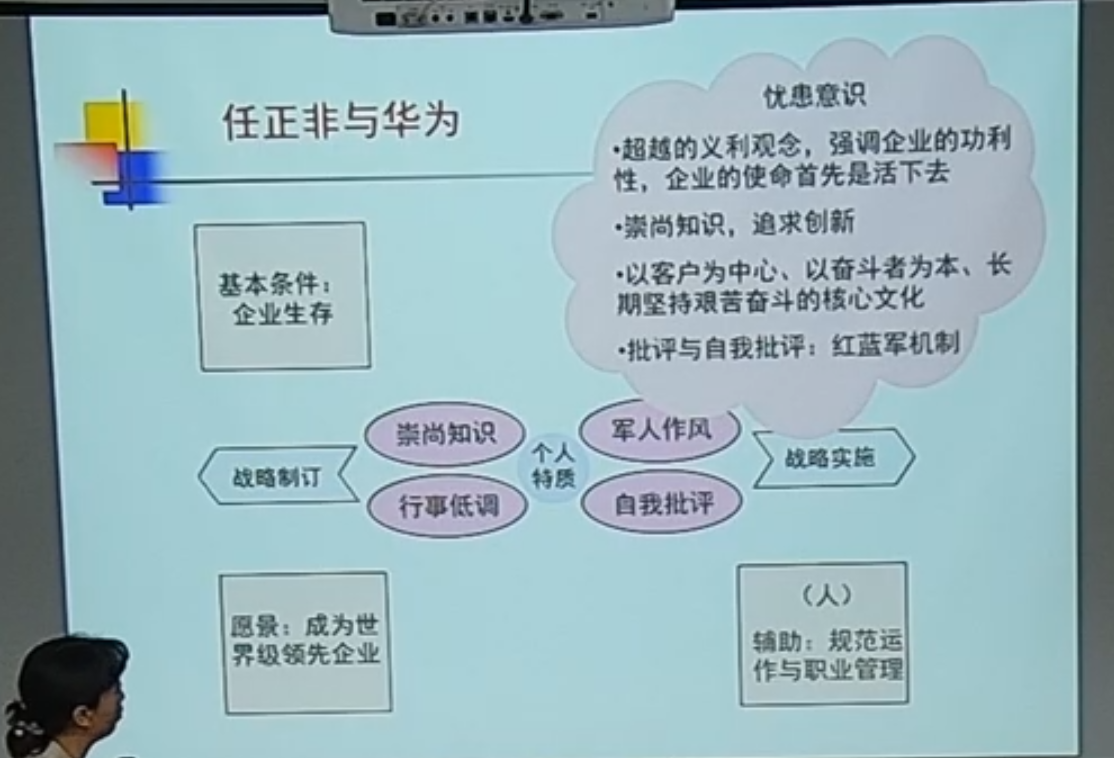 任正非与华为
忧患意识
•超越的义利观念，强调企业的功利
性，企业的使命首先是活下去
•崇尚知识，追求创新
•以客户为中心、以奋斗者为本、长
期坚持艰苦奋斗的核心文化
•批评与自我批评：红蓝军机制
基本条件：
企业生存
崇尚知识
军人作风
个人
特质
战略制订
战略实施
行事低调
自我批评
愿景：成为世
界级领先企业
（人）
辅助：规范运
作与职业管理